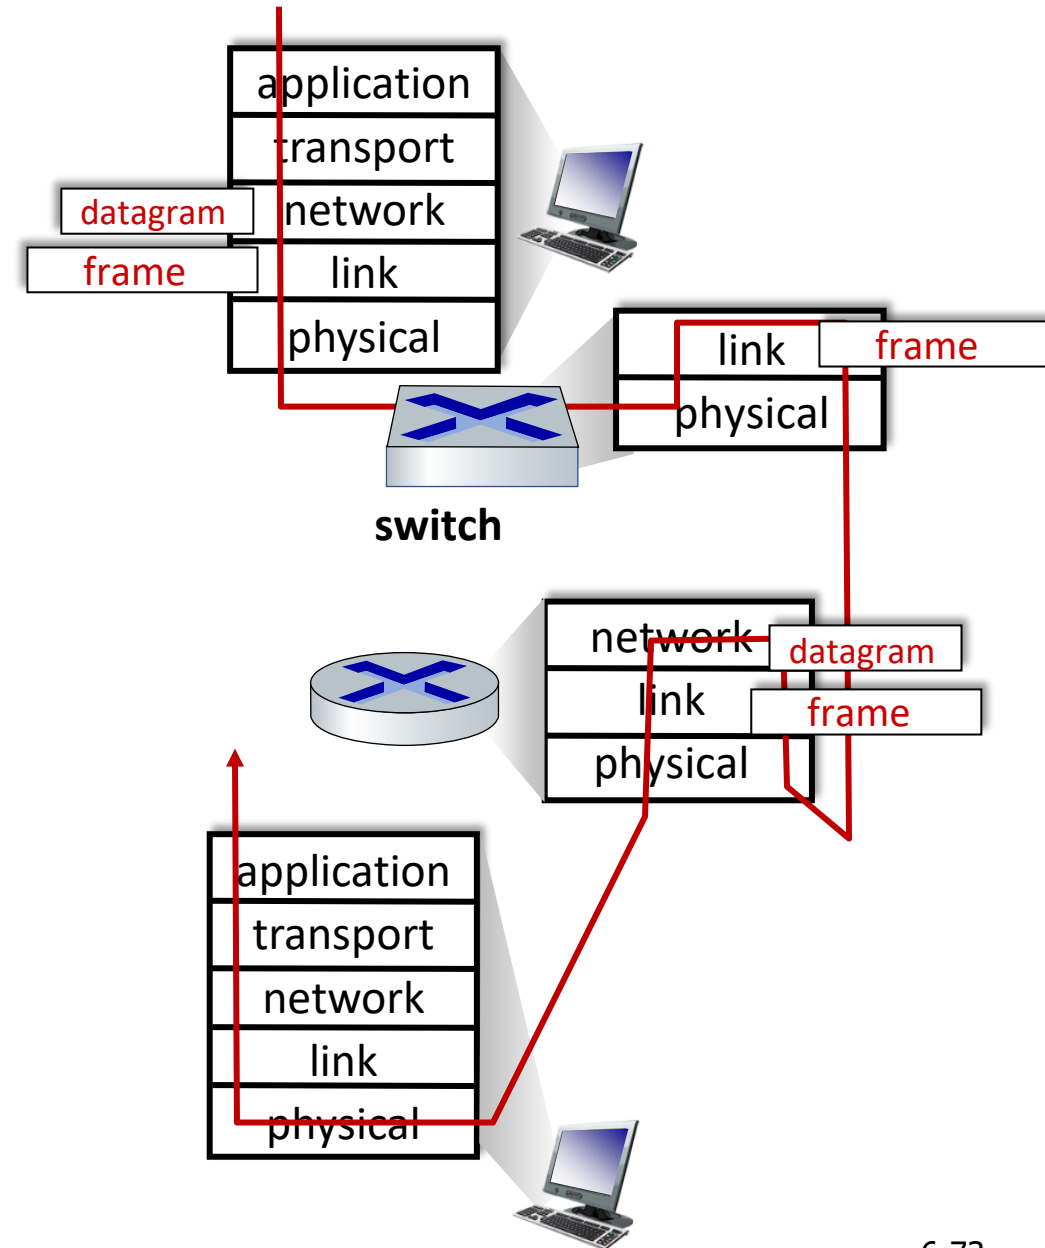 application
transport
datagram
network
frame
link
physical
link
frame
physical
switch
network
datagram
link
frame
physical
application
transport
network
link
physical